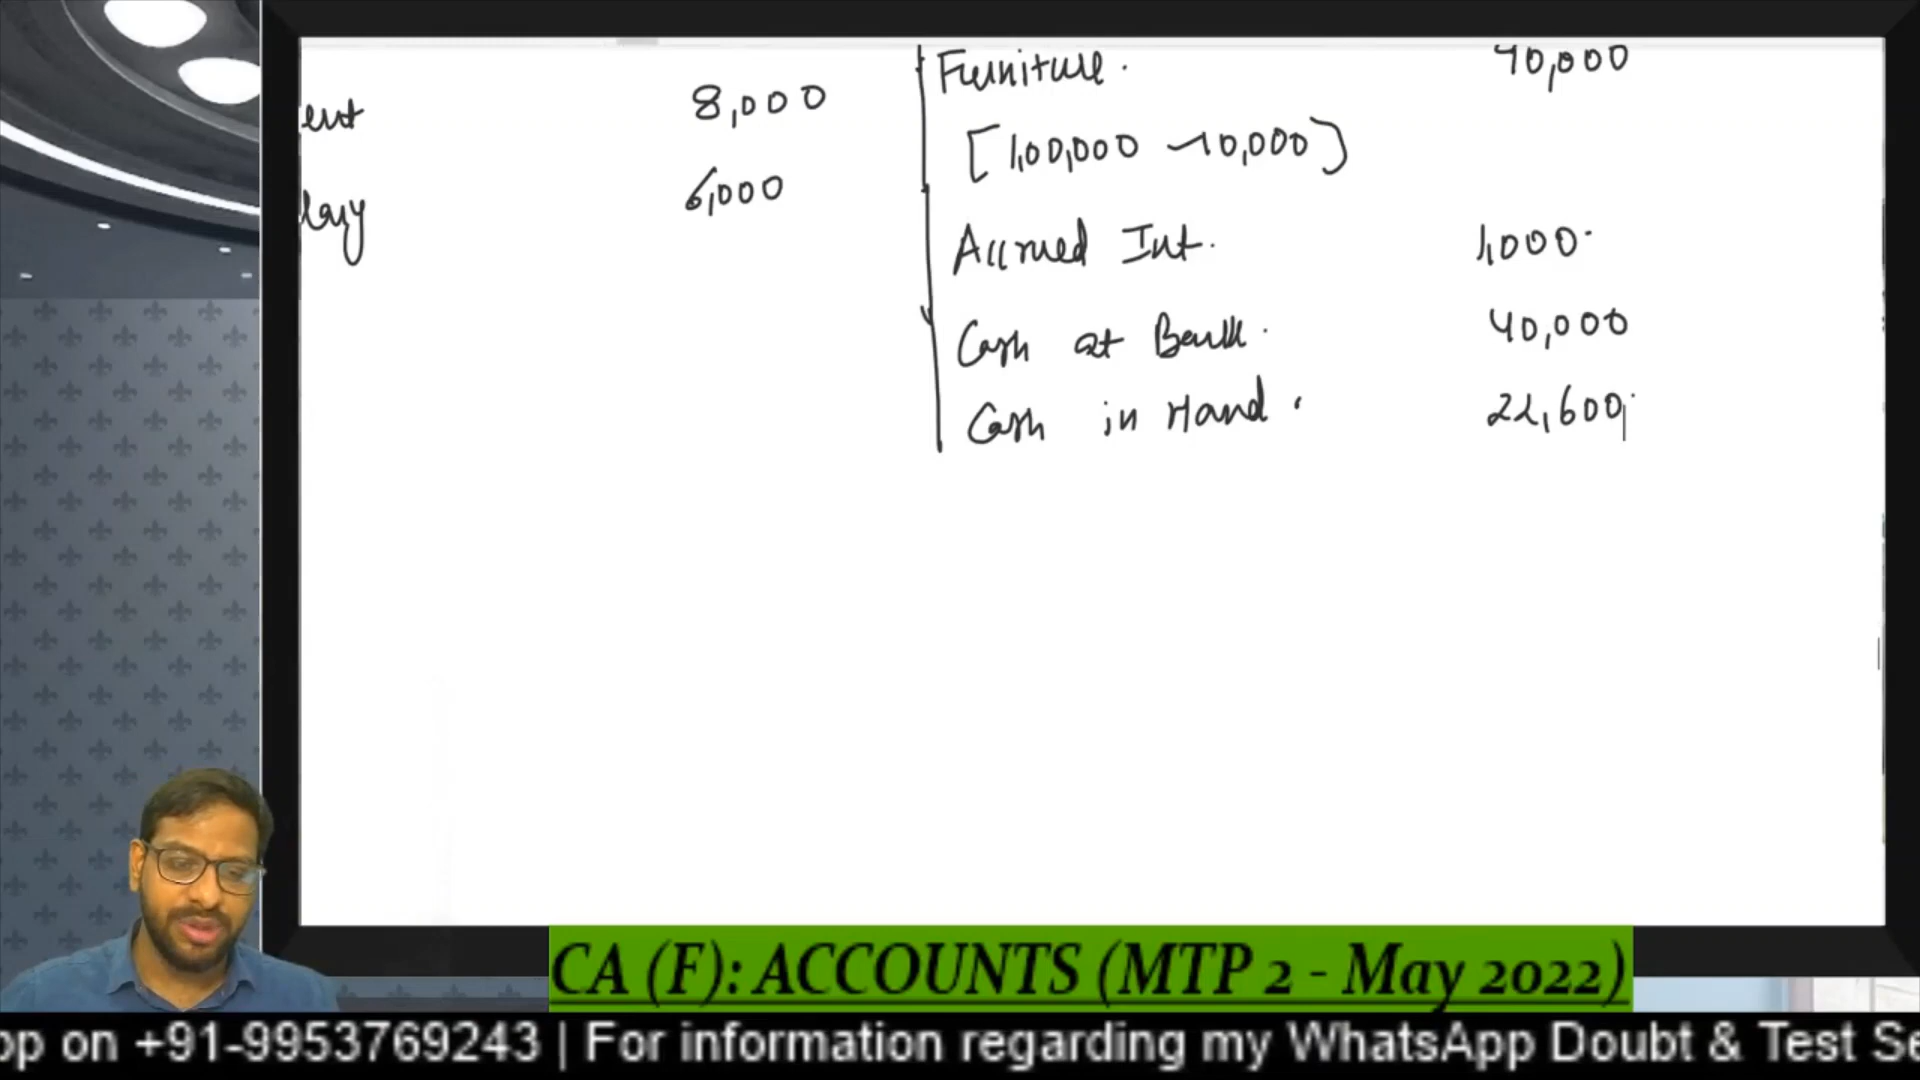 ent 8,000
lary 6,000
Furniture. 90,000
[1,00,000 - 10,000]
Accrued Int. 1,000
Cash at Bank. 40,000
Cash in Hand. 22,600
CA (F): ACCOUNTS (MTP 2 - May 2022)
pp on +91-9953769243 | For information regarding my WhatsApp Doubt & Test Se